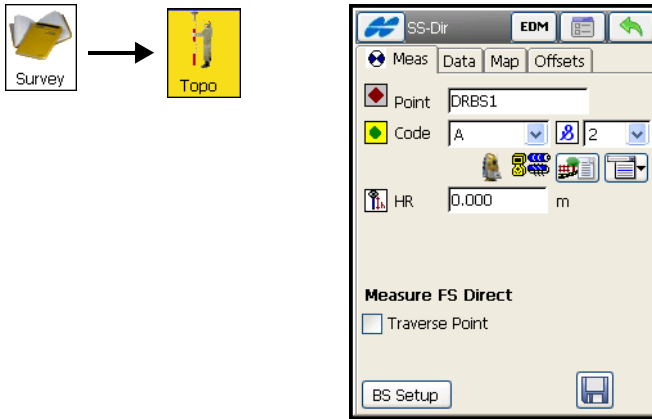 Survey
Topo
SS-Dir EDM
Meas Data Map Offsets
Point DRBS1
Code A 2
HR 0.000 m
Measure FS Direct
Traverse Point
BS Setup